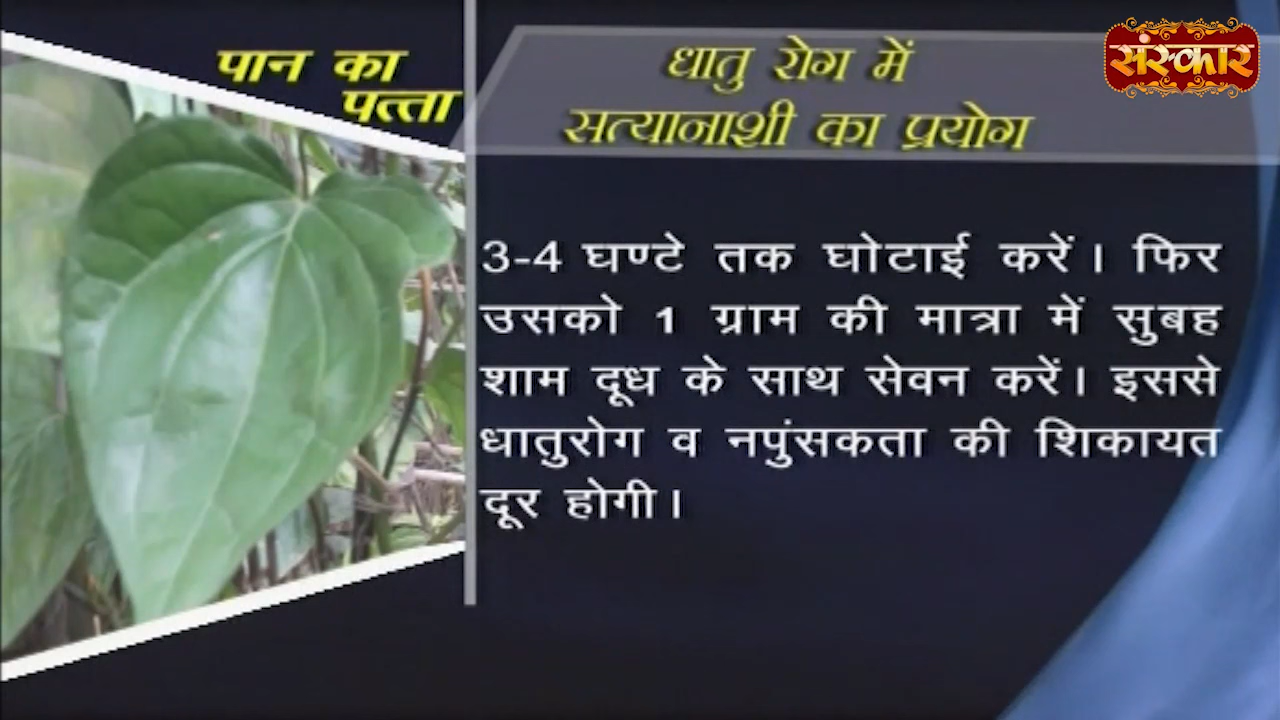 पान का
पत्ता
धातु रोग में
सत्यानाशी का प्रयोग
संस्कार
3-4 घण्टे तक घोटाई करें। फिर
उसको 1 ग्राम की मात्रा में सुबह
शाम दूध के साथ सेवन करें। इससे
धातुरोग व नपुंसकता की शिकायत
दूर होगी।